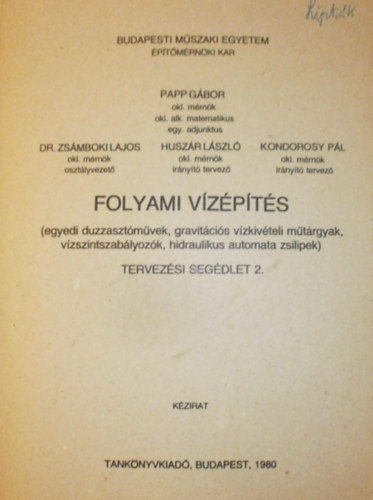 Lipták
BUDAPESTI MŰSZAKI EGYETEM
ÉPÍTŐMÉRNÖKI KAR
PAPP GÁBOR
okl. mérnök
okl. alk. matematikus
egy. adjunktus
DR. ZSÁMBOKI LAJOS
okl. mérnök
osztályvezető
HUSZÁR LÁSZLÓ
okl. mérnök
irányító tervező
KONDOROSY PÁL
okl. mérnök
irányító tervező
FOLYAMI VÍZÉPÍTÉS
(egyedi duzzasztóművek, gravitációs vízkivételi műtárgyak,
vízszintszabályozók, hidraulikus automata zsilipek)
TERVEZÉSI SEGÉDLET 2.
KÉZIRAT
TANKÖNYVKIADÓ, BUDAPEST, 1980